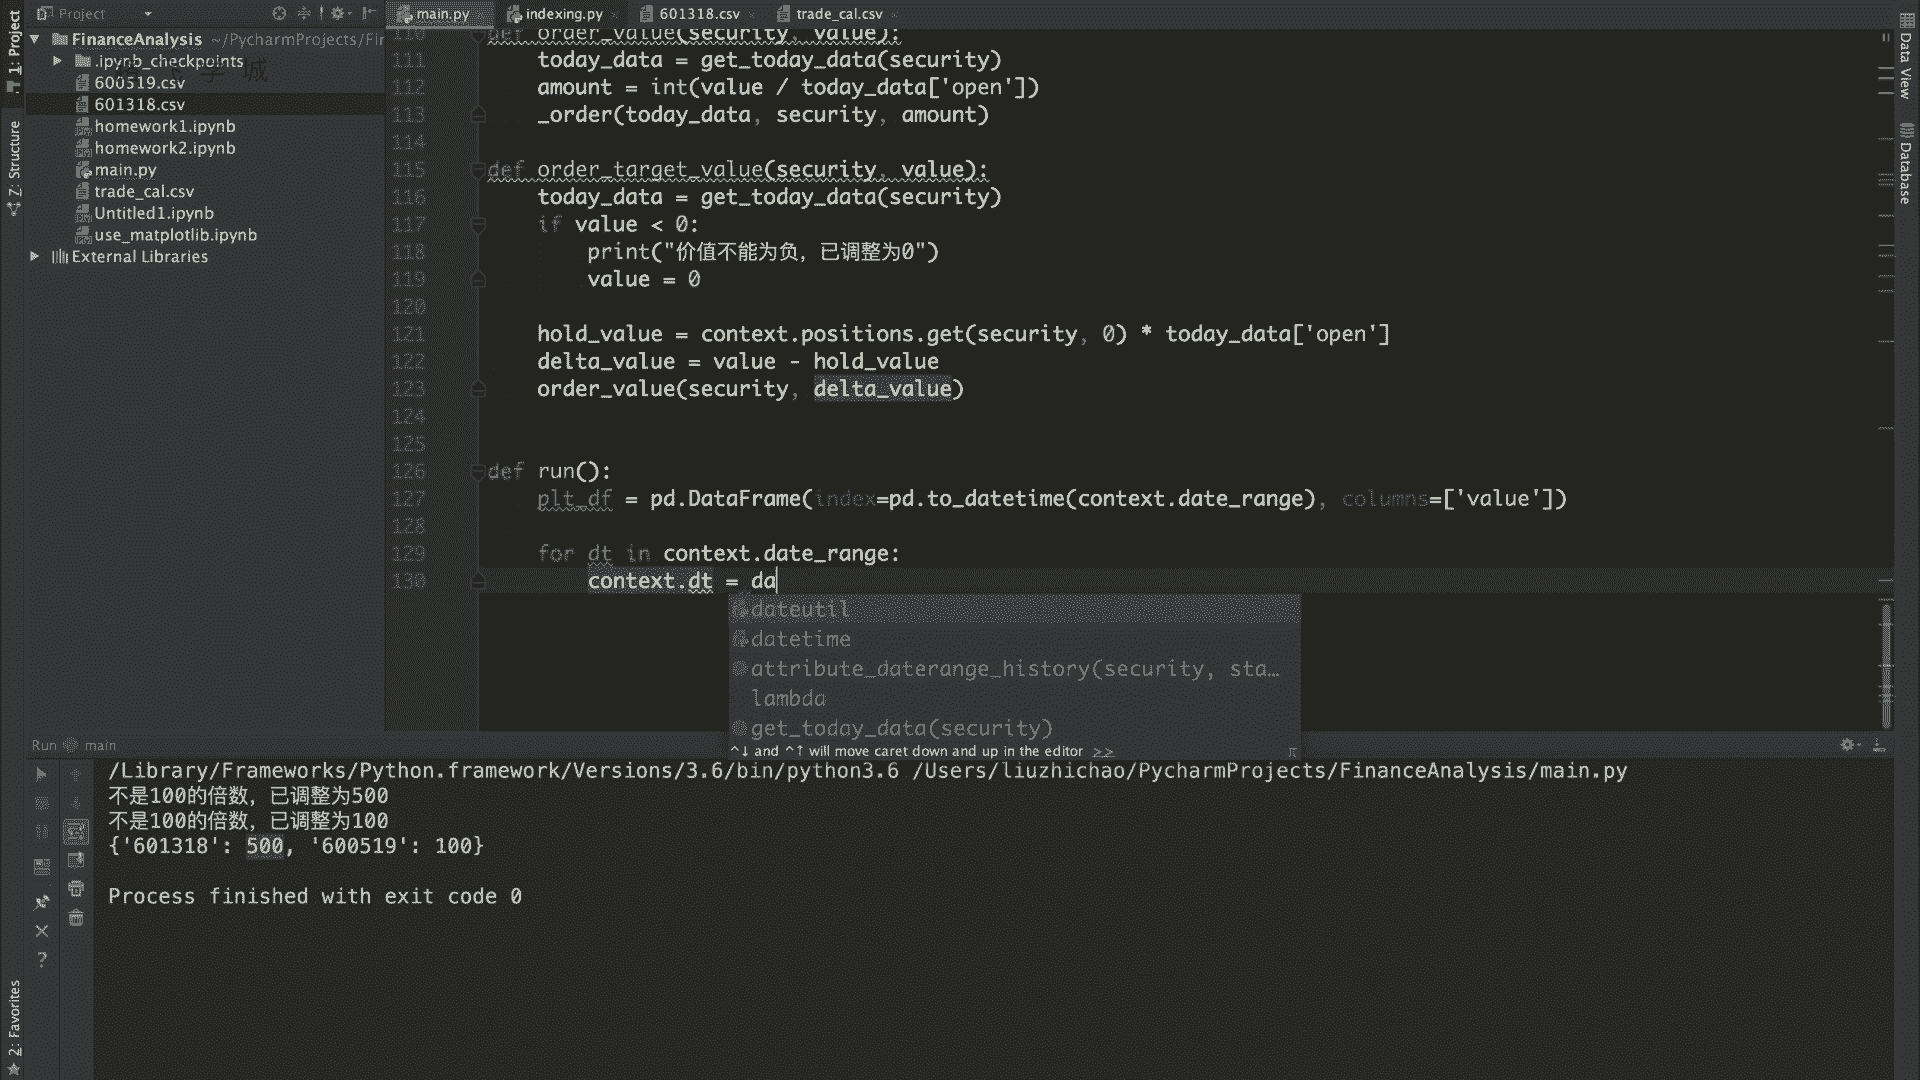 Project
main.py
indexing.py
601318.csv
trade_cal.csv
1: Project
Z: Structure
2: Favorites
Data View
Database
FinanceAnalysis ~/PycharmProjects/Fi
.ipynb_checkpoints
学城
600519.csv
601318.csv
homework1.ipynb
homework2.ipynb
main.py
trade_cal.csv
Untitled1.ipynb
use_matplotlib.ipynb
External Libraries
110 def order_value(security, value):
111 today_data = get_today_data(security)
112 amount = int(value / today_data['open'])
113 _order(today_data, security, amount)
114
115 def order_target_value(security, value):
116 today_data = get_today_data(security)
117 if value < 0:
118 print("价值不能为负，已调整为0")
119 value = 0
120
121 hold_value = context.positions.get(security, 0) * today_data['open']
122 delta_value = value - hold_value
123 order_value(security, delta_value)
124
125
126 def run():
127 plt_df = pd.DataFrame(index=pd.to_datetime(context.date_range), columns=['value'])
128
129 for dt in context.date_range:
130 context.dt = da
dateutil
datetime
attribute_daterange_history(security, sta…
lambda
get_today_data(security)
^↓ and ^↑ will move caret down and up in the editor >> π
Run main
/Library/Frameworks/Python.framework/Versions/3.6/bin/python3.6 /Users/liuzhichao/PycharmProjects/FinanceAnalysis/main.py
不是100的倍数，已调整为500
不是100的倍数，已调整为100
{'601318': 500, '600519': 100}
Process finished with exit code 0